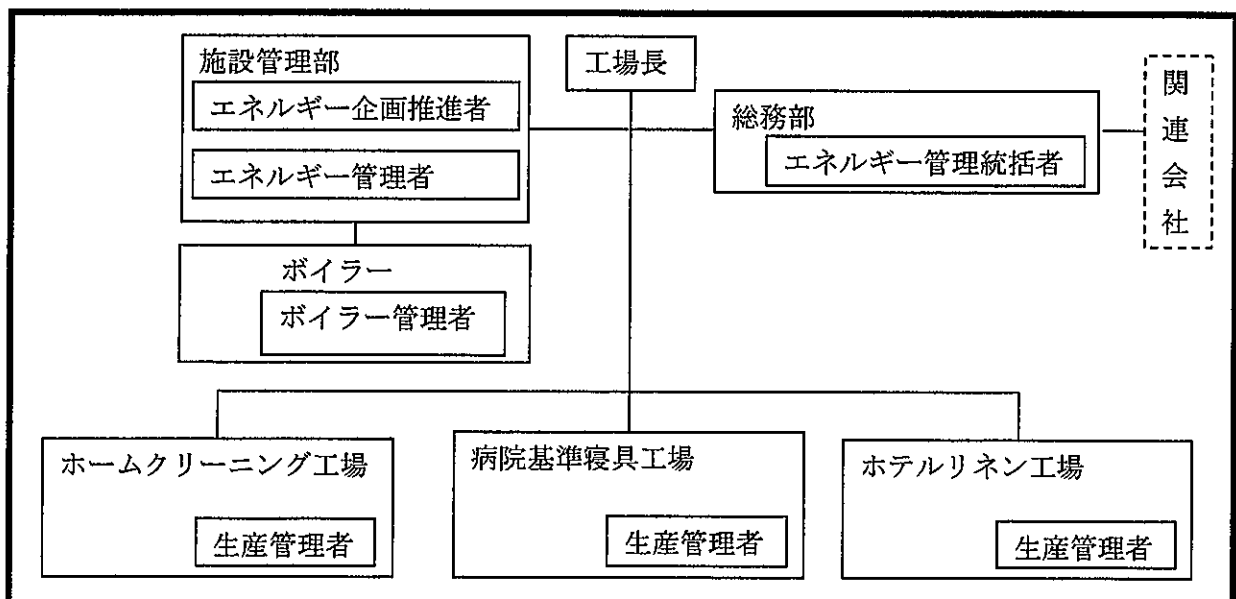 施設管理部
エネルギー企画推進者
エネルギー管理者
工場長
総務部
エネルギー管理統括者
関連会社
ボイラー
ボイラー管理者
ホームクリーニング工場
生産管理者
病院基準寝具工場
生産管理者
ホテルリネン工場
生産管理者